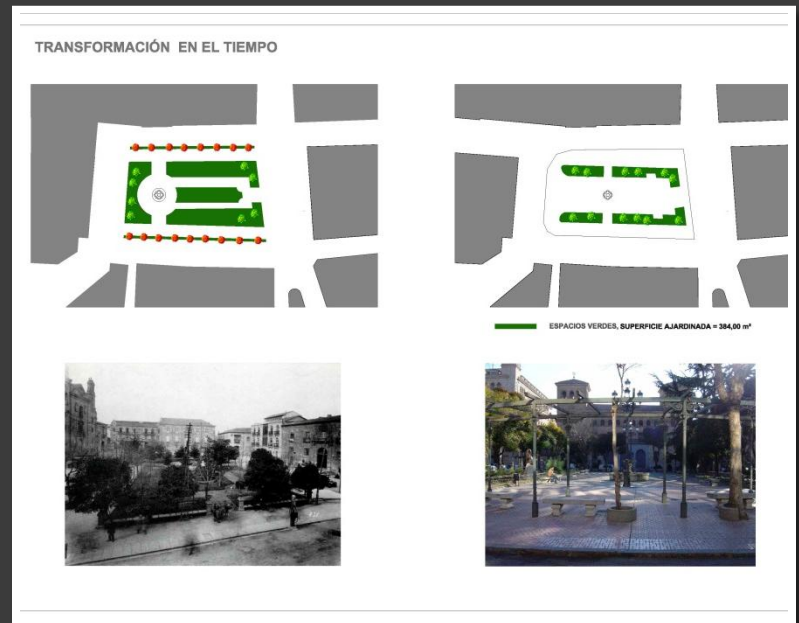 TRANSFORMACIÓN EN EL TIEMPO
ESPACIOS VERDES, SUPERFICIE AJARDINADA = 384,00 m²